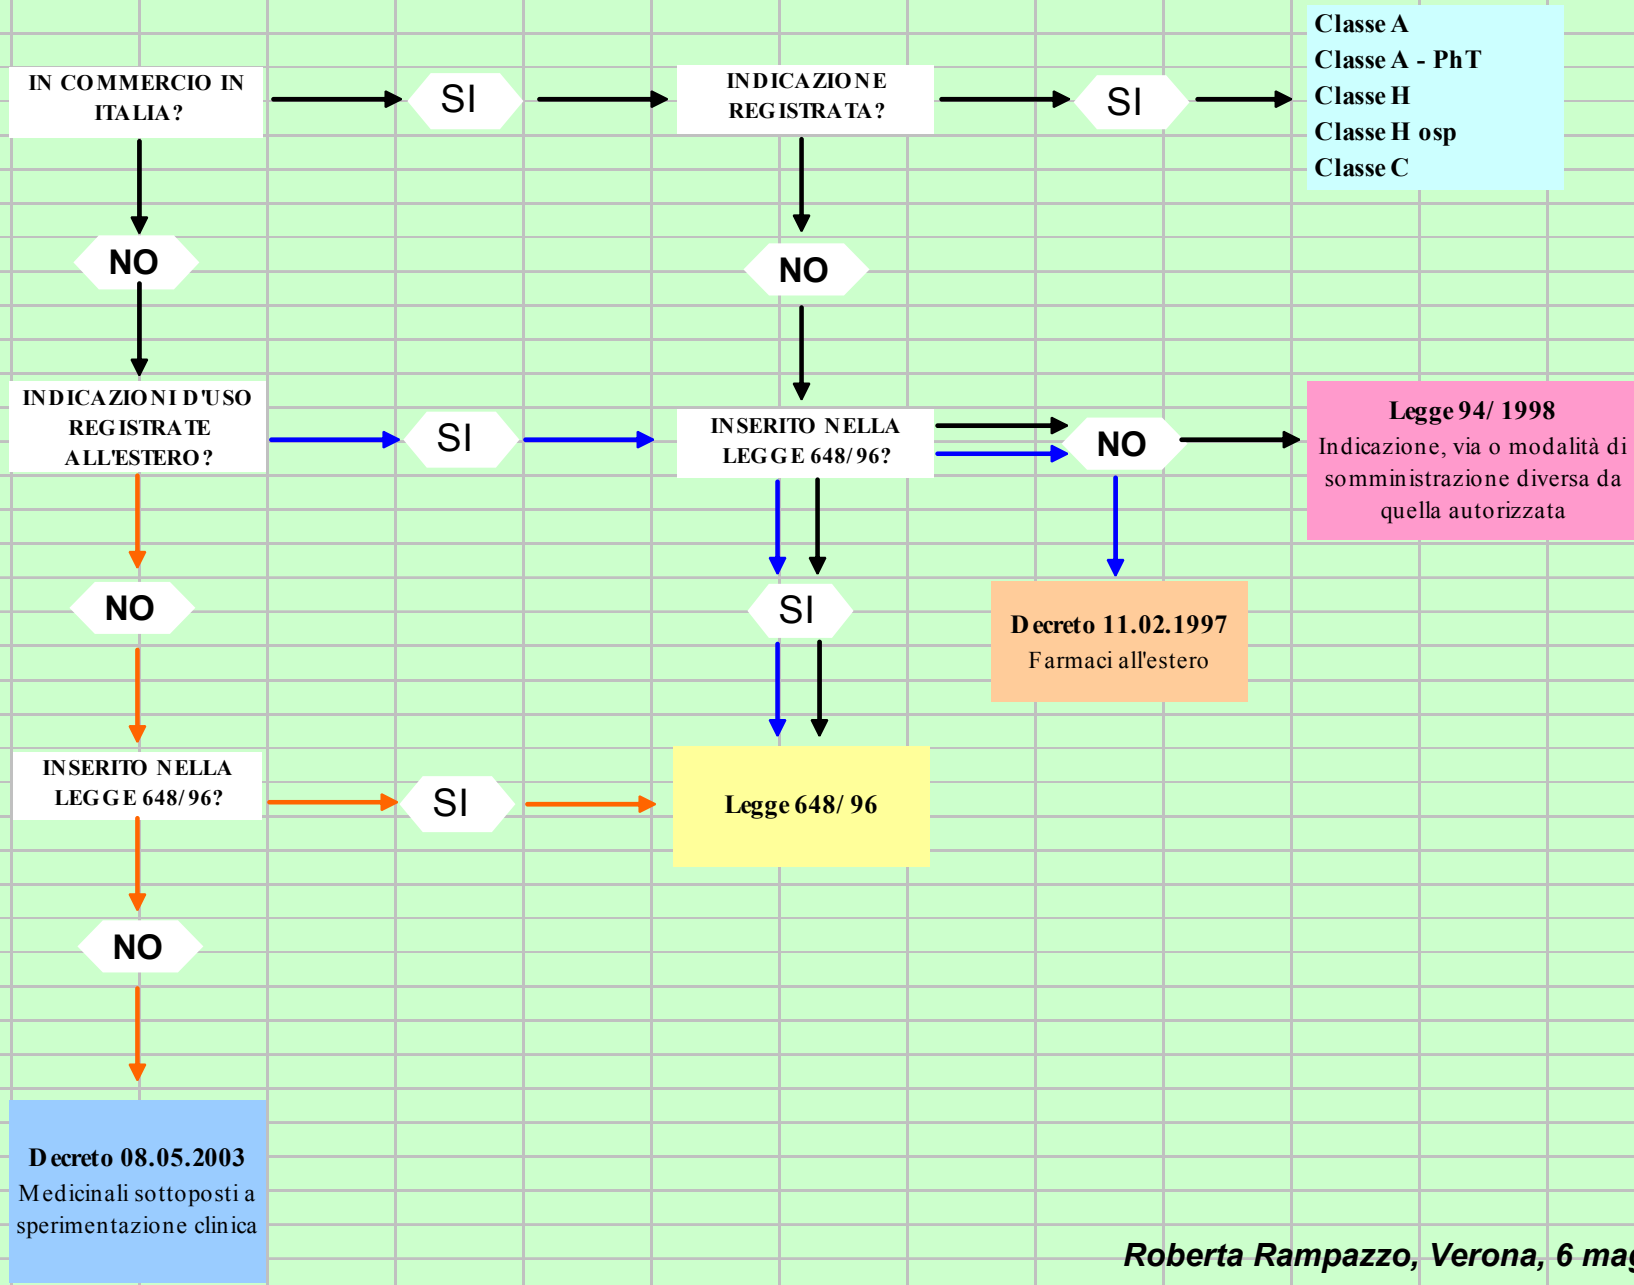 IN COMMERCIO IN
ITALIA?
SI
INDICAZIONE
REGISTRATA?
SI
Classe A
Classe A - PhT
Classe H
Classe H osp
Classe C
NO
NO
INDICAZIONI D'USO
REGISTRATE
ALL'ESTERO?
SI
INSERITO NELLA
LEGGE 648/96?
NO
Legge 94/ 1998
Indicazione, via o modalità di
somministrazione diversa da
quella autorizzata
NO
SI
Decreto 11.02.1997
Farmaci all'estero
INSERITO NELLA
LEGGE 648/96?
SI
Legge 648/ 96
NO
Decreto 08.05.2003
Medicinali sottoposti a
sperimentazione clinica
Roberta Rampazzo, Verona, 6